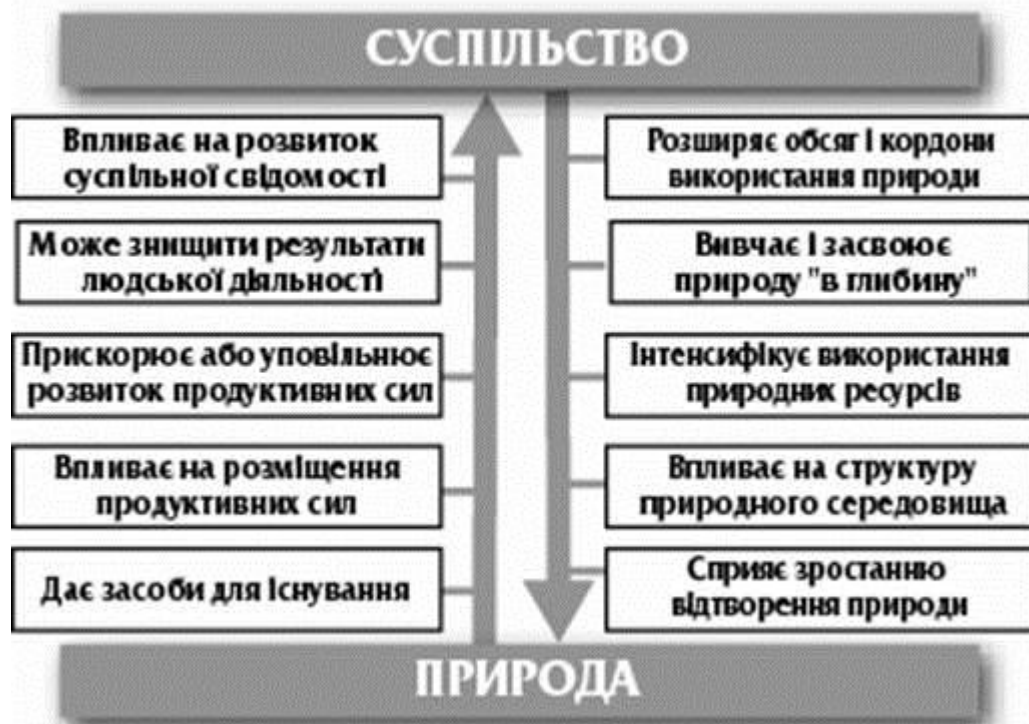 СУСПІЛЬСТВО
Впливає на розвиток
суспільної свідомості
Може знищити результати
людської діяльності
Прискорює або уповільнює
розвиток продуктивних сил
Впливає на розміщення
продуктивних сил
Дає засоби для існування
Розширяє обсяг і кордони
використання природи
Вивчає і засвоює
природу "в глибину"
Інтенсифікує використання
природних ресурсів
Впливає на структуру
природного середовища
Сприяє зростанню
відтворення природи
ПРИРОДА